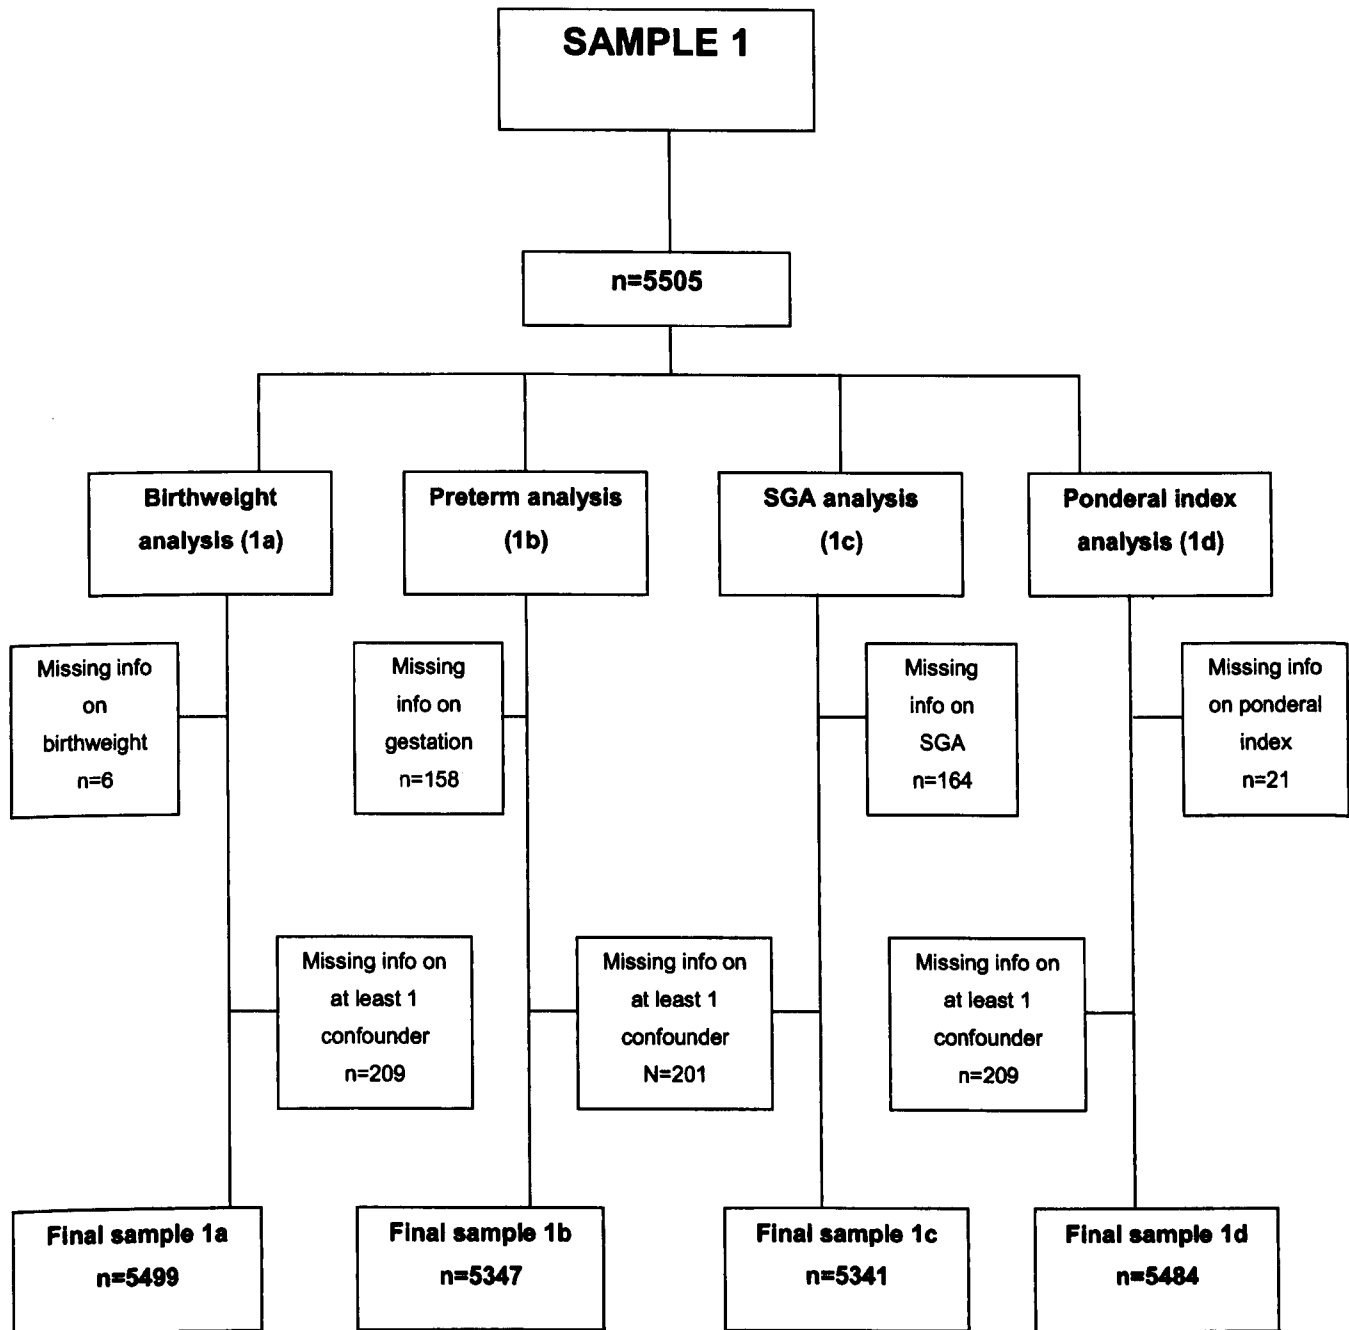 SAMPLE 1
n=5505
Birthweight
analysis (1a)
Preterm analysis
(1b)
SGA analysis
(1c)
Ponderal index
analysis (1d)
Missing info
on
birthweight
n=6
Missing
info on
gestation
n=158
Missing
info on
SGA
n=164
Missing info
on ponderal
index
n=21
Missing info on
at least 1
confounder
n=209
Missing info on
at least 1
confounder
N=201
Missing info on
at least 1
confounder
n=209
Final sample 1a
n=5499
Final sample 1b
n=5347
Final sample 1c
n=5341
Final sample 1d
n=5484